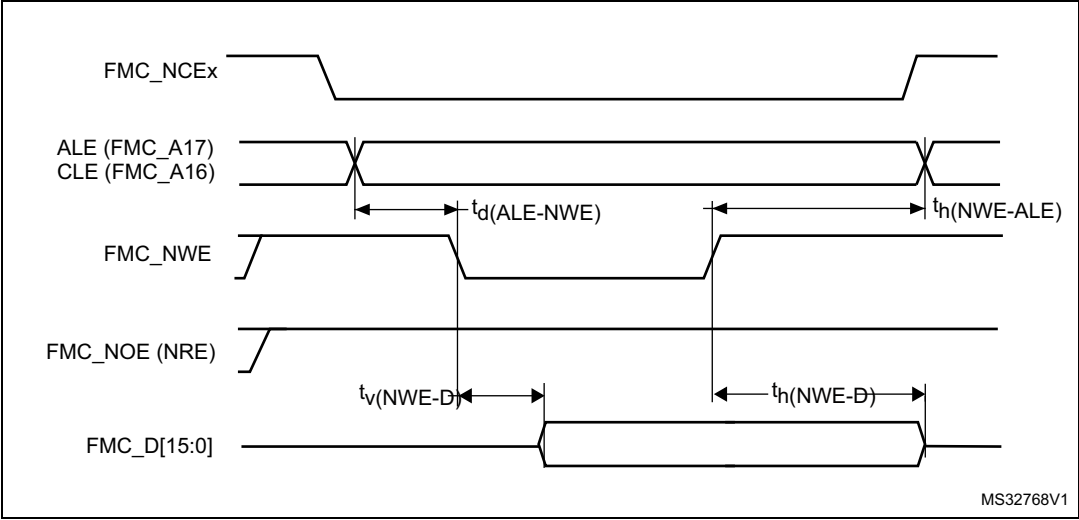 FMC_NCEx
ALE (FMC_A17)
CLE (FMC_A16)
td(ALE-NWE)
th(NWE-ALE)
FMC_NWE
FMC_NOE (NRE)
tv(NWE-D)
th(NWE-D)
FMC_D[15:0]
MS32768V1